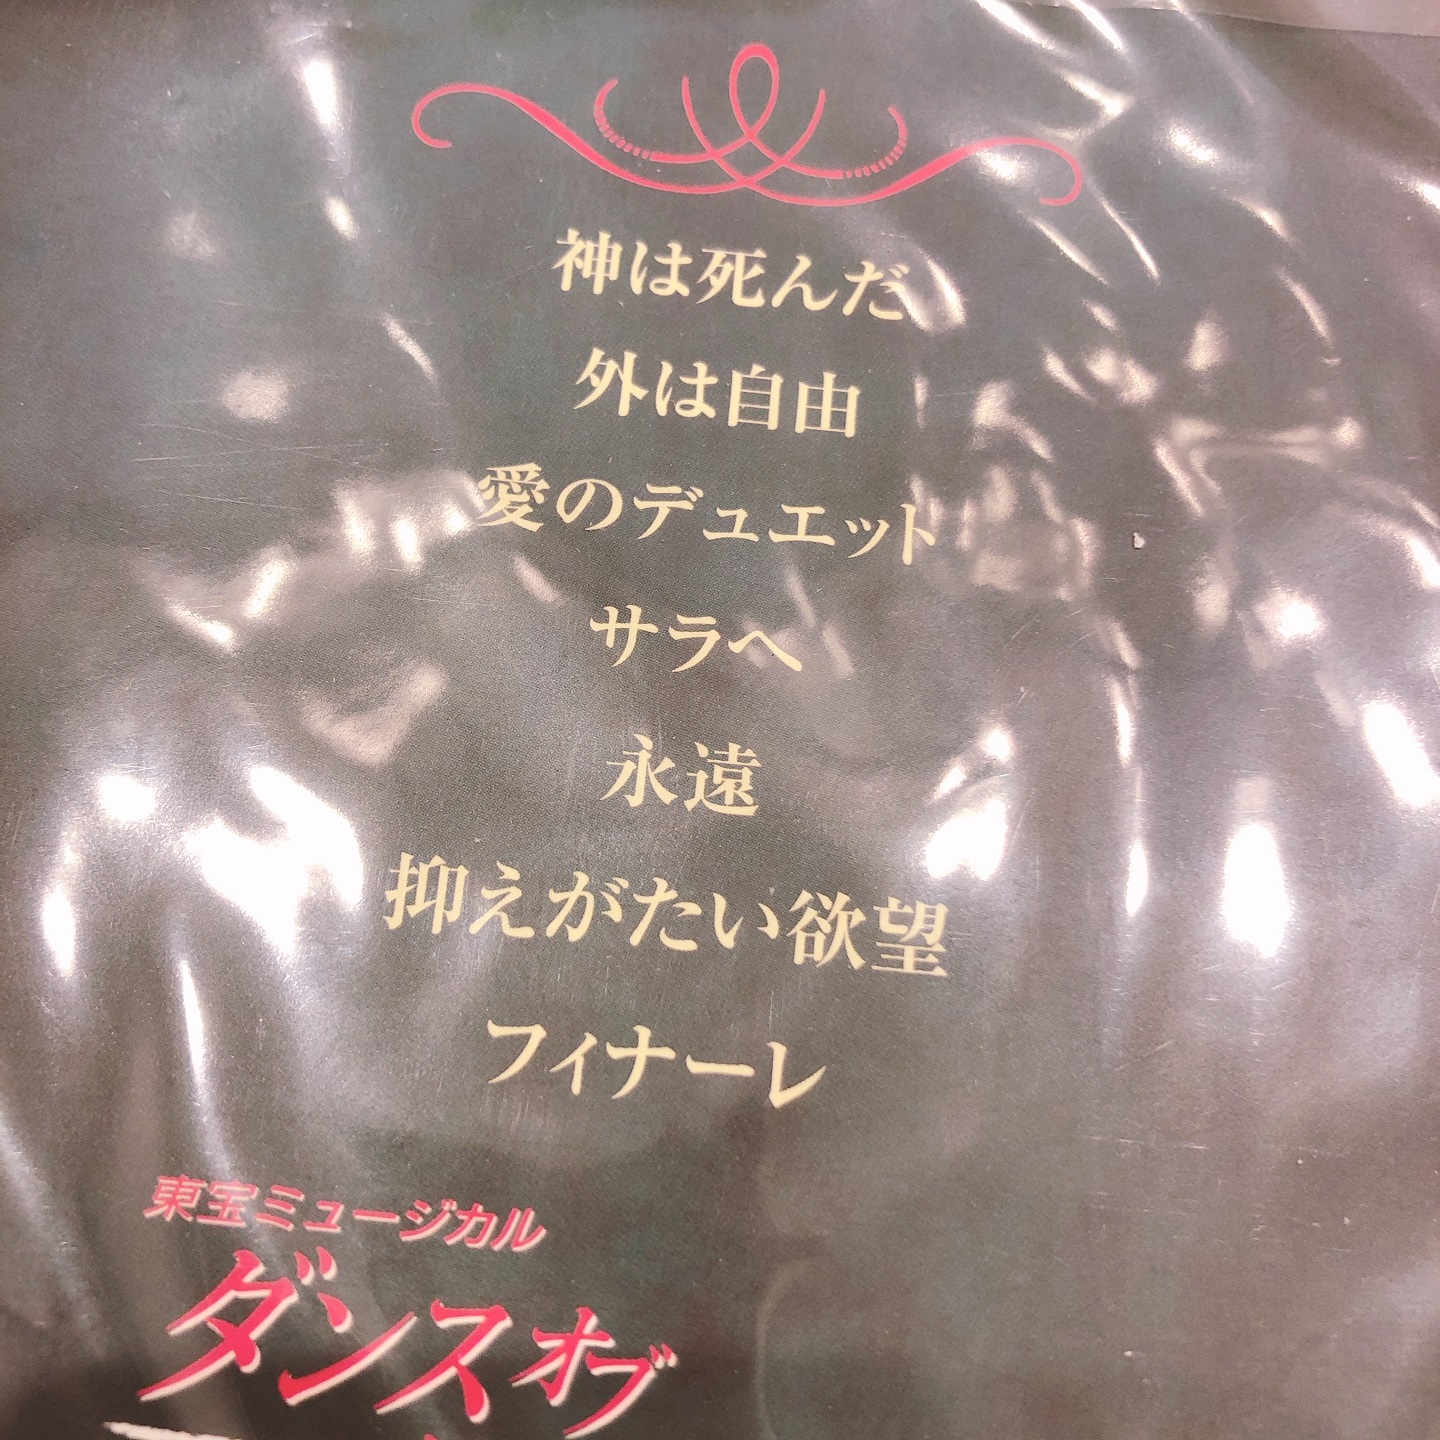 神は死んだ
外は自由
愛のデュエット
サラへ
永遠
抑えがたい欲望
フィナーレ
東宝ミュージカル
ダンス オブ